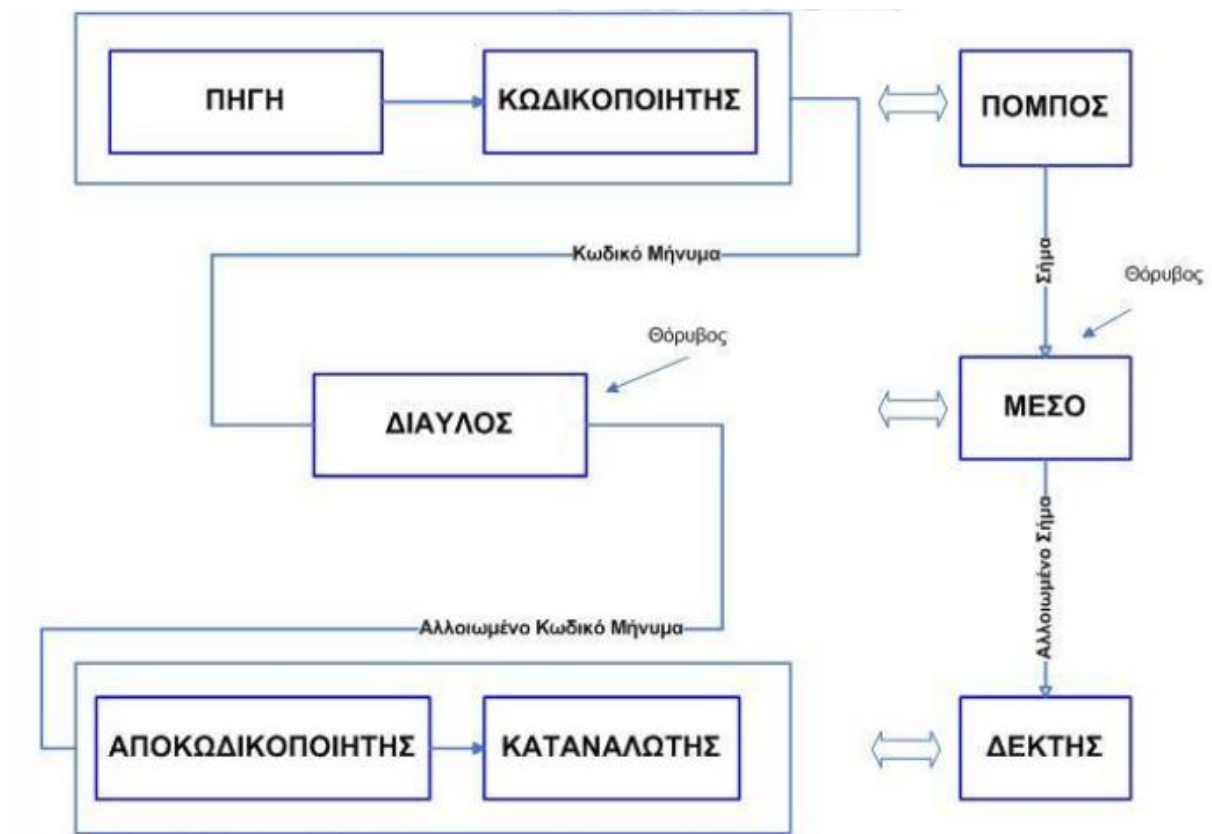 ΠΗΓΗ
ΚΩΔΙΚΟΠΟΙΗΤΗΣ
ΠΟΜΠΟΣ
Κωδικό Μήνυμα
Σήμα
Θόρυβος
Θόρυβος
ΔΙΑΥΛΟΣ
ΜΕΣΟ
Αλλοιωμένο Κωδικό Μήνυμα
Αλλοιωμένο Σήμα
ΑΠΟΚΩΔΙΚΟΠΟΙΗΤΗΣ
ΚΑΤΑΝΑΛΩΤΗΣ
ΔΕΚΤΗΣ